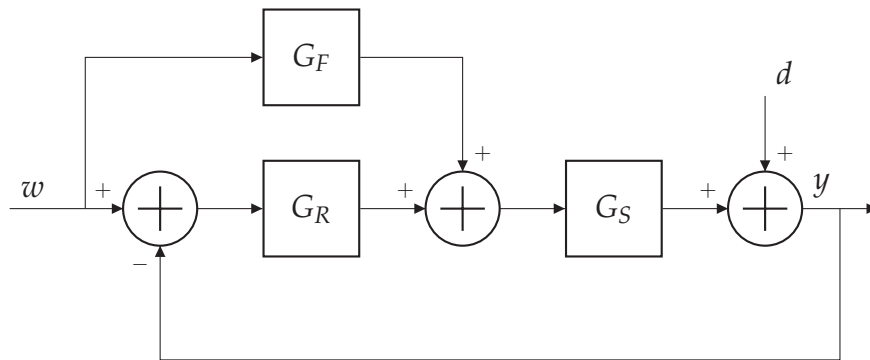 G_F
d
+ +
w + + + y
G_R G_S
−